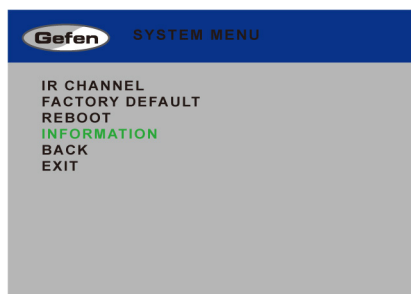 Gefen SYSTEM MENU
IR CHANNEL
FACTORY DEFAULT
REBOOT
INFORMATION
BACK
EXIT